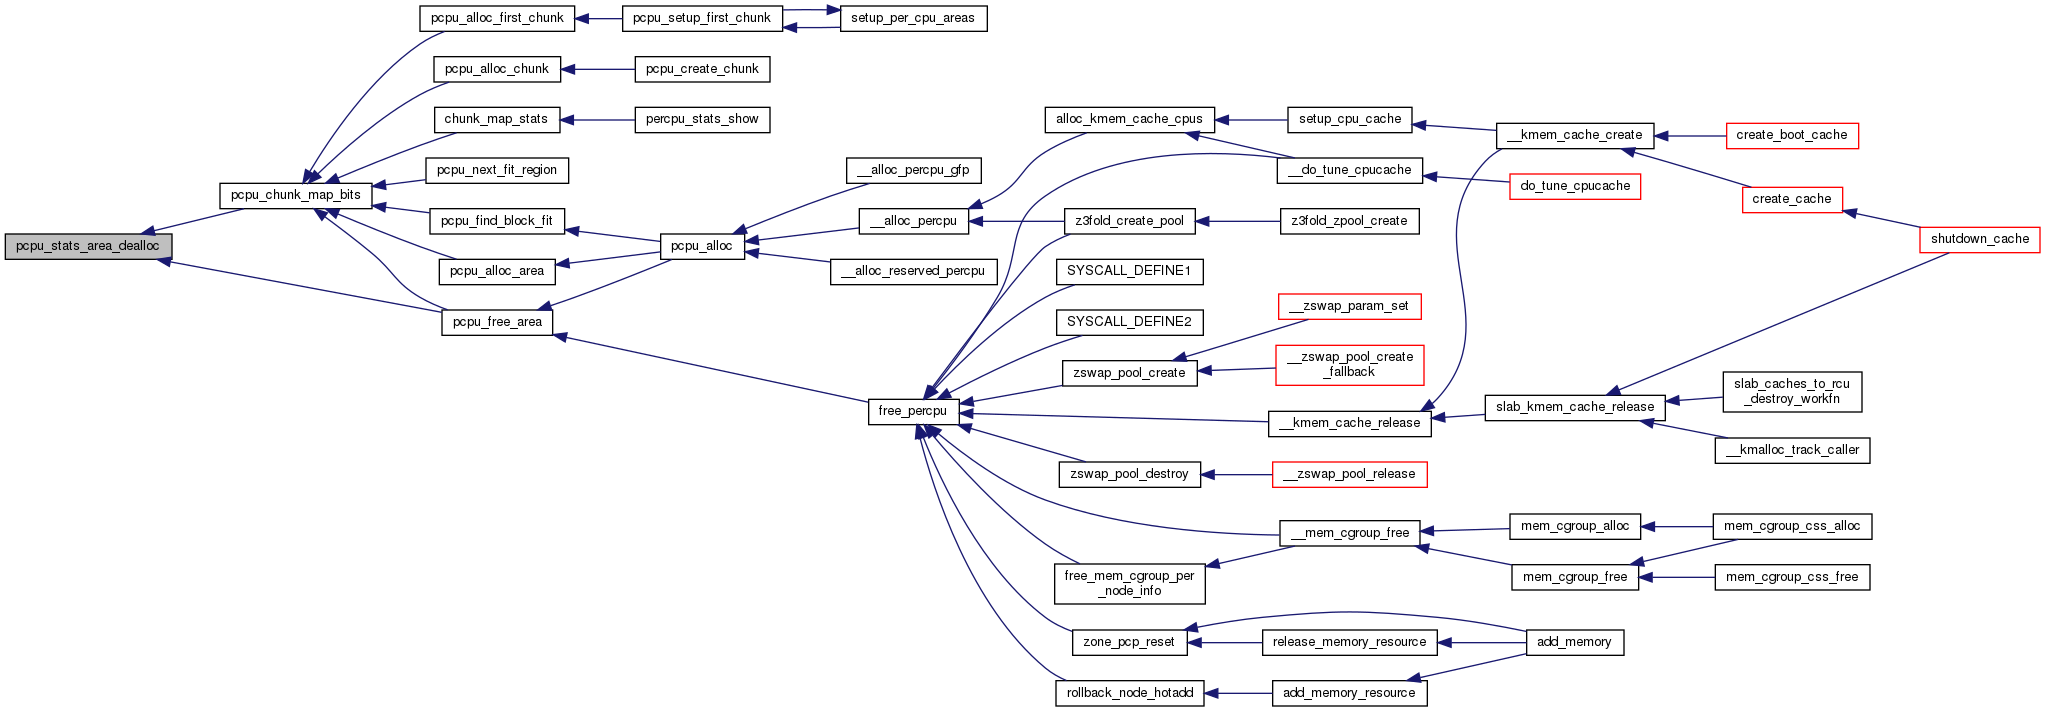 pcpu_stats_area_dealloc
pcpu_chunk_map_bits
pcpu_alloc_first_chunk
pcpu_setup_first_chunk
setup_per_cpu_areas
pcpu_alloc_chunk
pcpu_create_chunk
chunk_map_stats
percpu_stats_show
pcpu_next_fit_region
pcpu_find_block_fit
pcpu_alloc_area
pcpu_free_area
pcpu_alloc
__alloc_percpu_gfp
__alloc_percpu
__alloc_reserved_percpu
free_percpu
alloc_kmem_cache_cpus
setup_cpu_cache
__kmem_cache_create
create_boot_cache
__do_tune_cpucache
do_tune_cpucache
create_cache
shutdown_cache
z3fold_create_pool
z3fold_zpool_create
SYSCALL_DEFINE1
SYSCALL_DEFINE2
__zswap_param_set
zswap_pool_create
__zswap_pool_create
_fallback
__kmem_cache_release
slab_kmem_cache_release
slab_caches_to_rcu
_destroy_workfn
__kmalloc_track_caller
zswap_pool_destroy
__zswap_pool_release
__mem_cgroup_free
mem_cgroup_alloc
mem_cgroup_css_alloc
free_mem_cgroup_per
_node_info
mem_cgroup_free
mem_cgroup_css_free
zone_pcp_reset
release_memory_resource
add_memory
rollback_node_hotadd
add_memory_resource